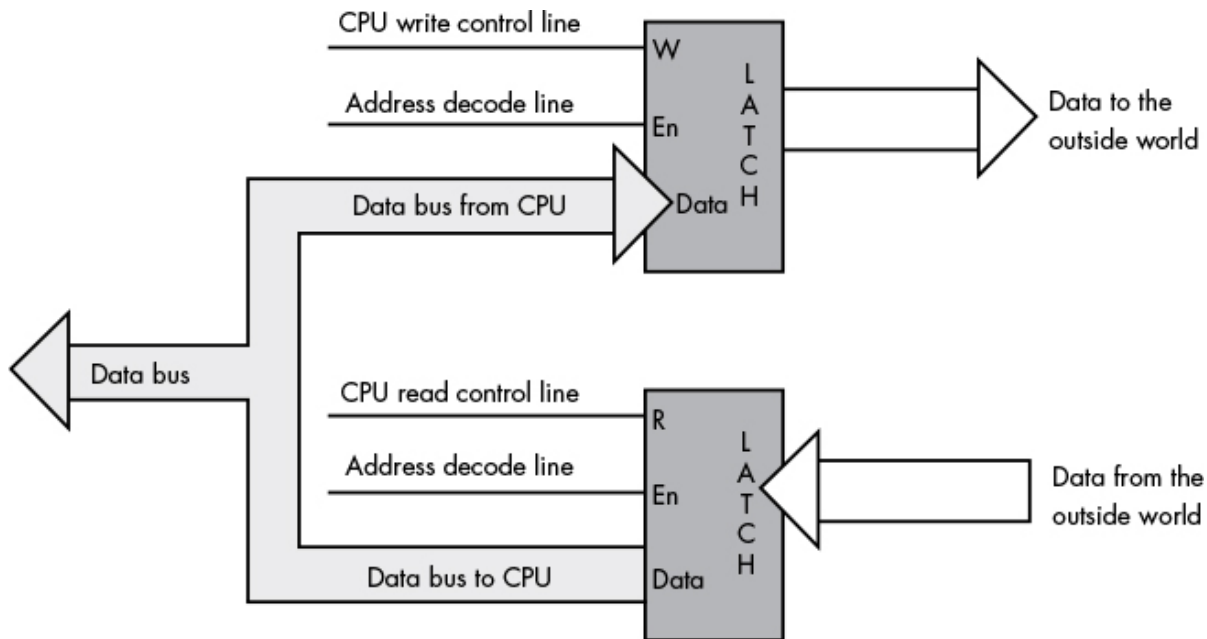 CPU write control line
W
Address decode line
En
Data bus from CPU
Data
L
A
T
C
H
Data to the
outside world
Data bus
CPU read control line
R
Address decode line
En
Data bus to CPU
Data
L
A
T
C
H
Data from the
outside world